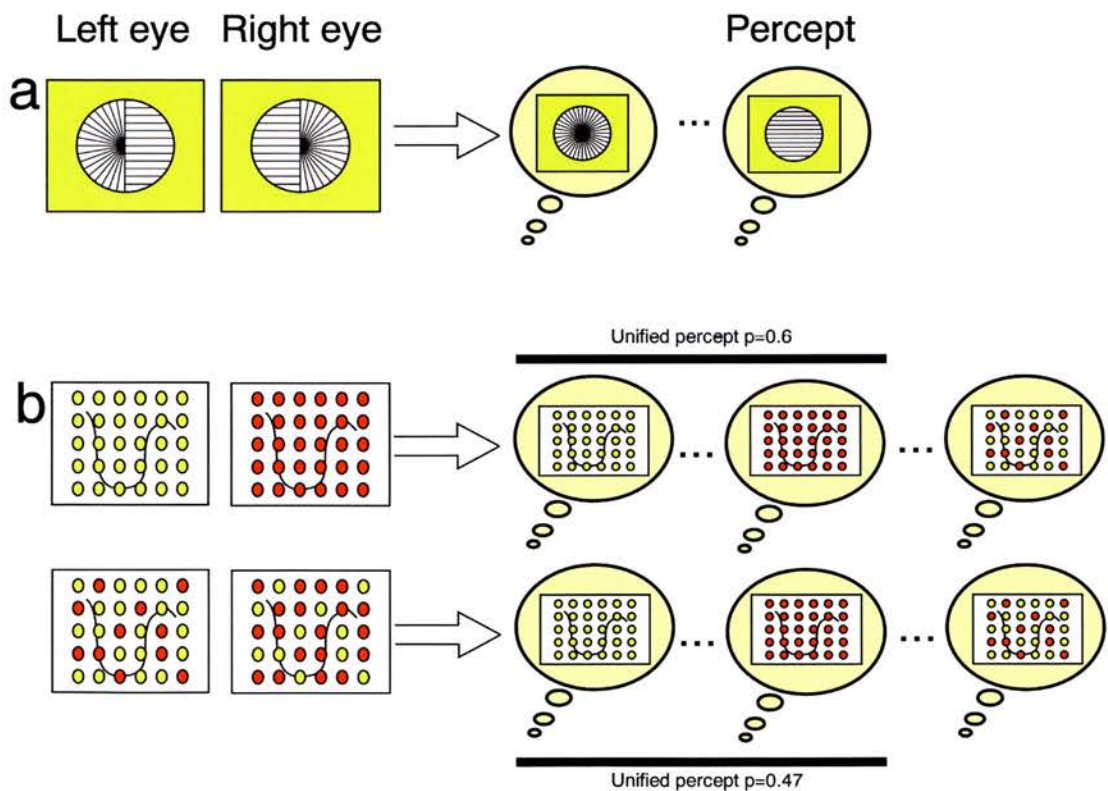 Left eye Right eye Percept
a
Unified percept p=0.6
b
Unified percept p=0.47